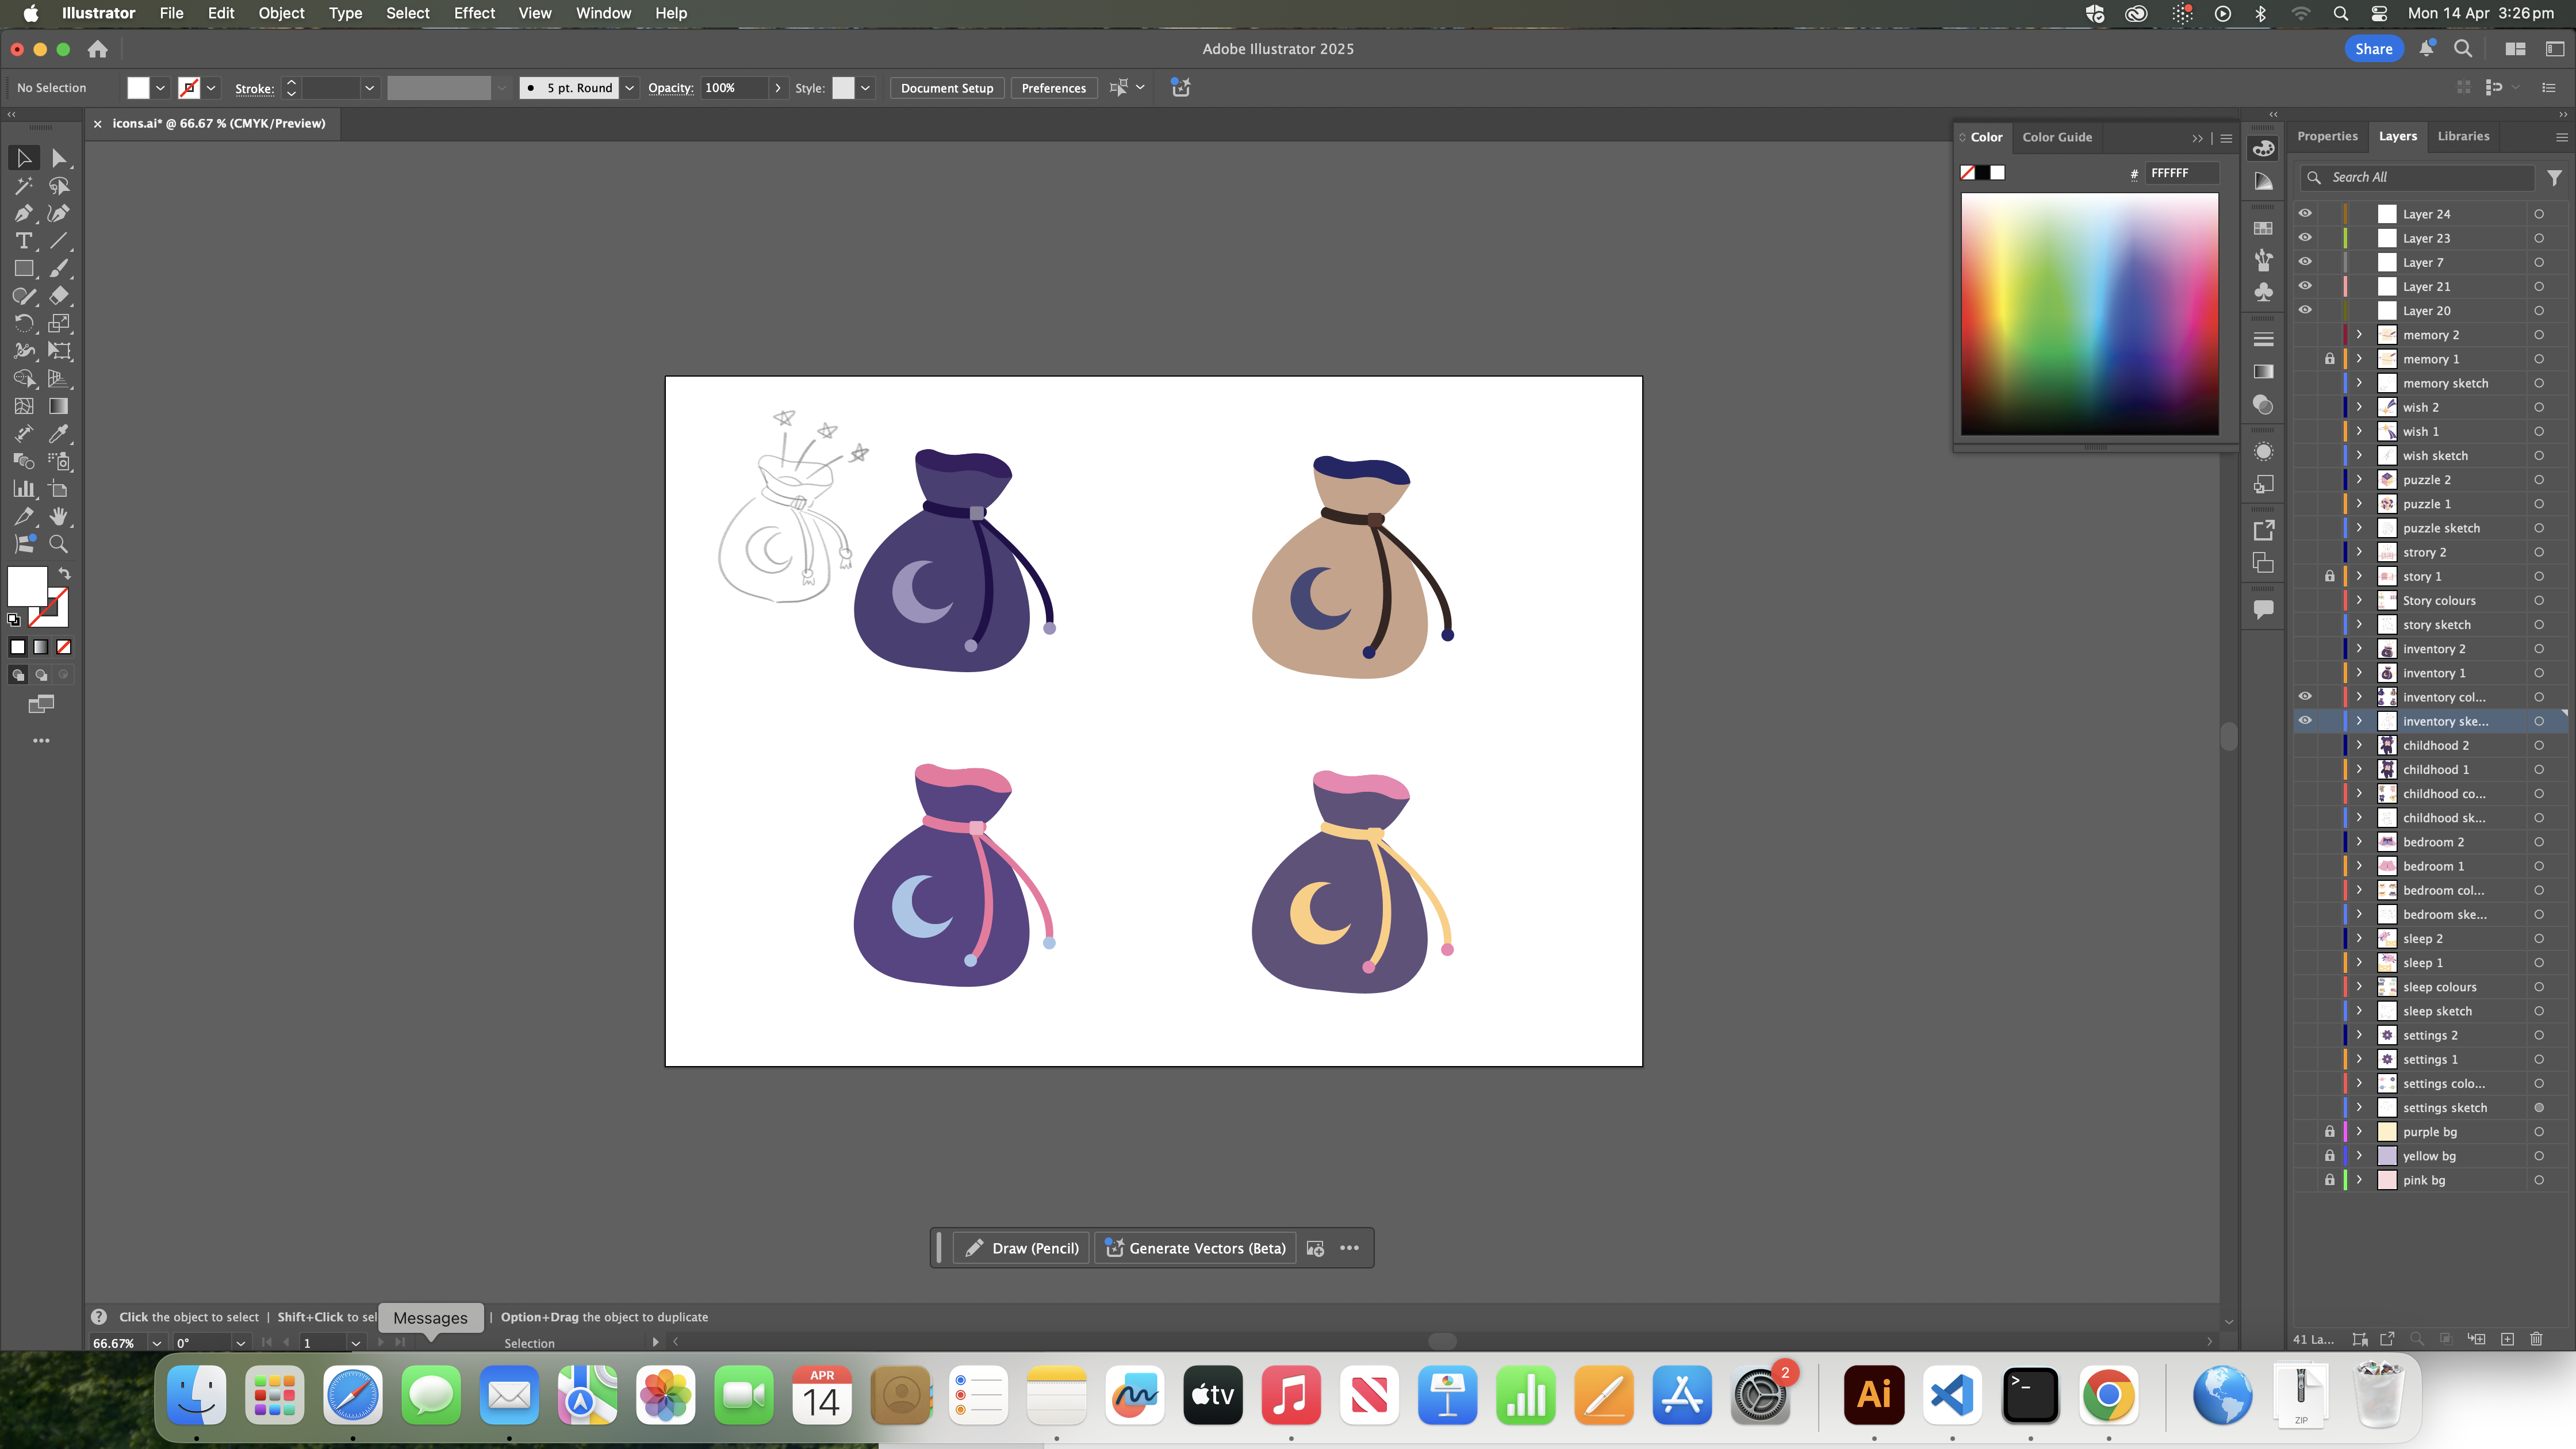 Illustrator File Edit Object Type Select Effect View Window Help Mon 14 Apr 3:26 pm
Adobe Illustrator 2025
Share
No Selection
Stroke:
5 pt. Round
Opacity: 100%
Style:
Document Setup
Preferences
icons.ai* @ 66.67 % (CMYK/Preview)
Color
Color Guide
# FFFFFF
Properties
Layers
Libraries
Search All
Layer 24
Layer 23
Layer 7
Layer 21
Layer 20
memory 2
memory 1
memory sketch
wish 2
wish 1
wish sketch
puzzle 2
puzzle 1
puzzle sketch
strory 2
story 1
Story colours
story sketch
inventory 2
inventory 1
inventory col...
inventory ske...
childhood 2
childhood 1
childhood co...
childhood sk...
bedroom 2
bedroom 1
bedroom col...
bedroom ske...
sleep 2
sleep 1
sleep colours
sleep sketch
settings 2
settings 1
settings colo...
settings sketch
purple bg
yellow bg
pink bg
41 La...
Draw (Pencil)
Generate Vectors (Beta)
Click the object to select | Shift+Click to sel
| Option+Drag the object to duplicate
Messages
66.67%
0°
1
Selection
APR
14
tv
2
Ai
>_
ZIP